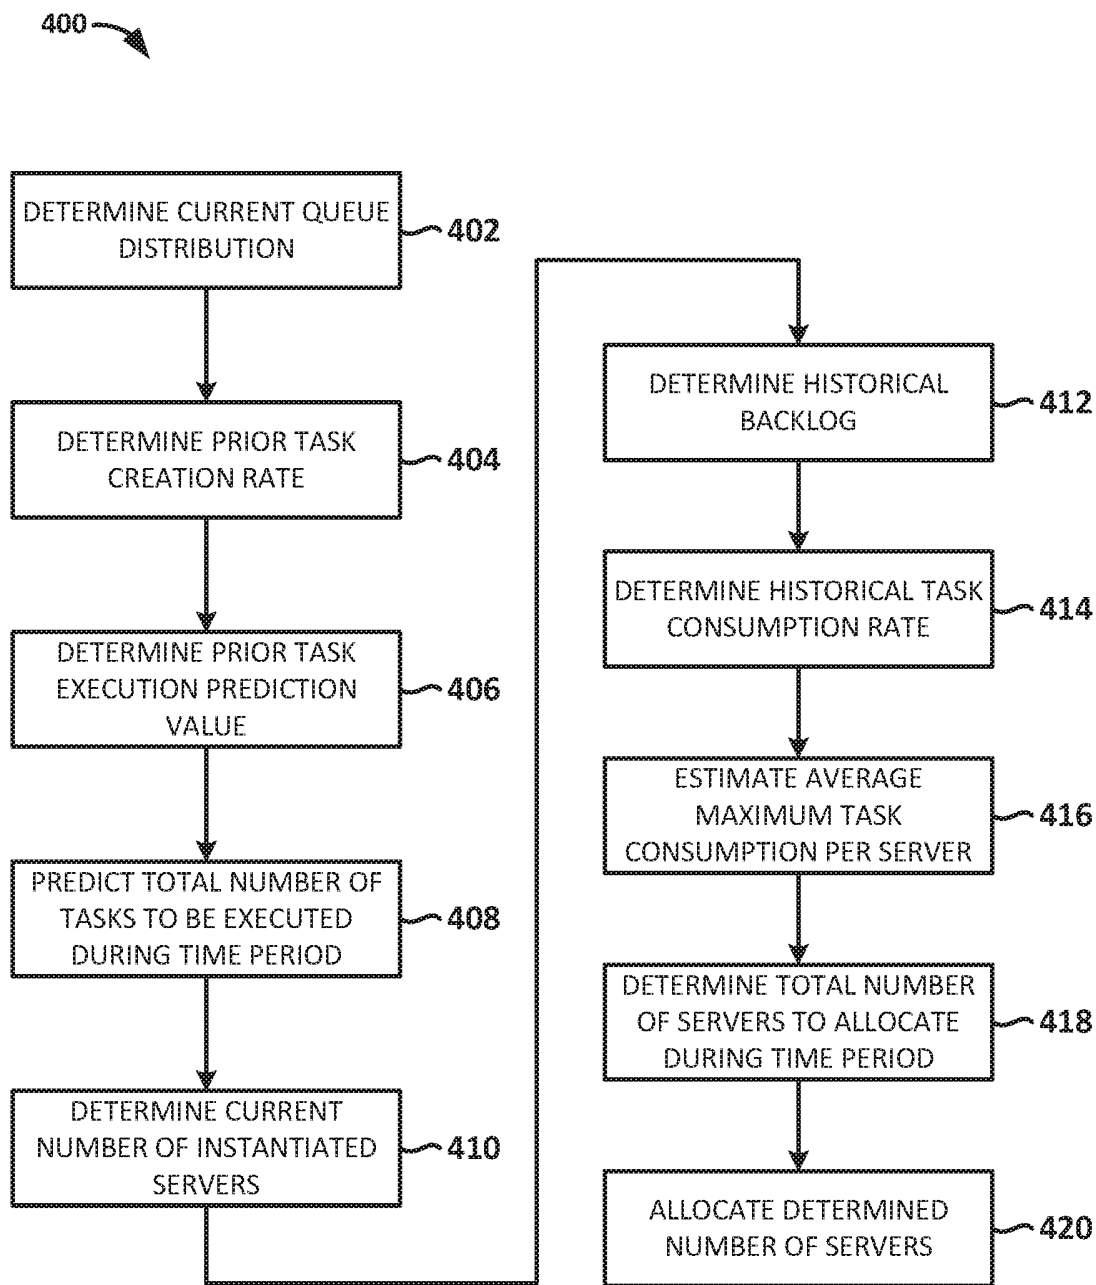 400
DETERMINE CURRENT QUEUE
DISTRIBUTION
402
DETERMINE PRIOR TASK
CREATION RATE
404
DETERMINE PRIOR TASK
EXECUTION PREDICTION
VALUE
406
PREDICT TOTAL NUMBER OF
TASKS TO BE EXECUTED
DURING TIME PERIOD
408
DETERMINE CURRENT
NUMBER OF INSTANTIATED
SERVERS
410
DETERMINE HISTORICAL
BACKLOG
412
DETERMINE HISTORICAL TASK
CONSUMPTION RATE
414
ESTIMATE AVERAGE
MAXIMUM TASK
CONSUMPTION PER SERVER
416
DETERMINE TOTAL NUMBER
OF SERVERS TO ALLOCATE
DURING TIME PERIOD
418
ALLOCATE DETERMINED
NUMBER OF SERVERS
420